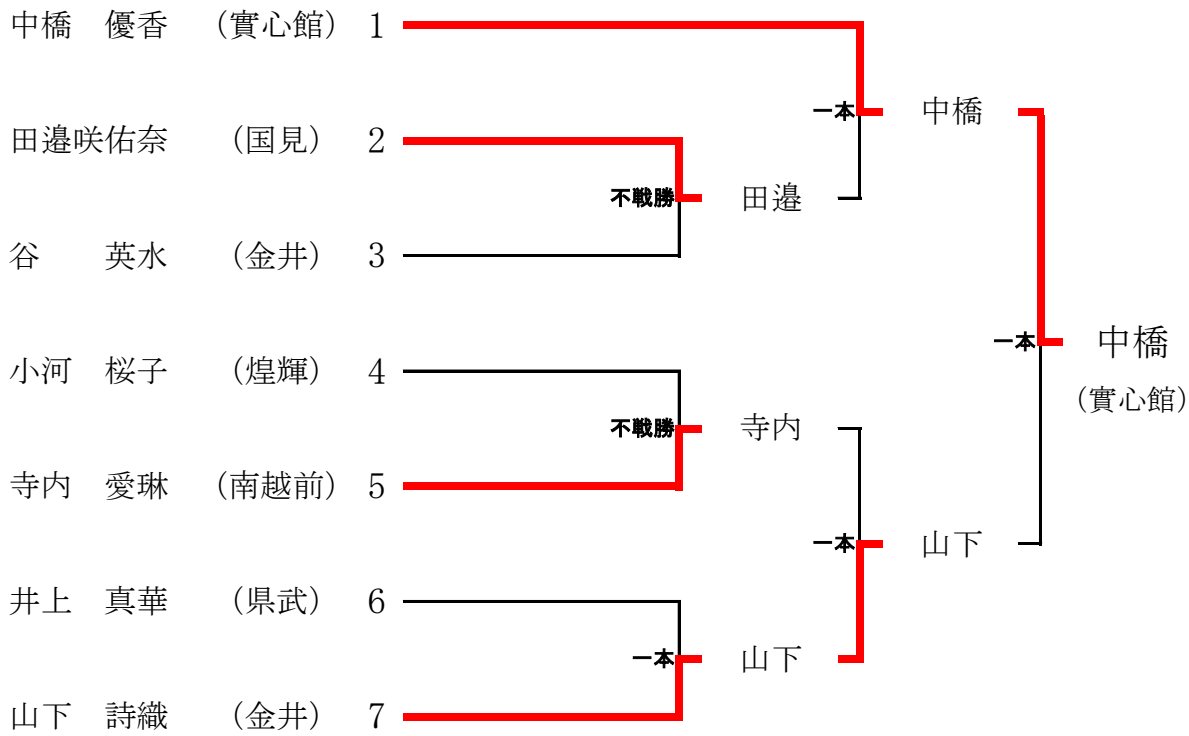 中橋　優香　（實心館）　1
一本　中橋
田邉咲佑奈　（国見）　2
不戦勝　田邉
谷　　英水　（金井）　3
一本　中橋
（實心館）
小河　桜子　（煌輝）　4
不戦勝　寺内
寺内　愛琳　（南越前）　5
一本　山下
井上　真華　（県武）　6
一本　山下
山下　詩織　（金井）　7